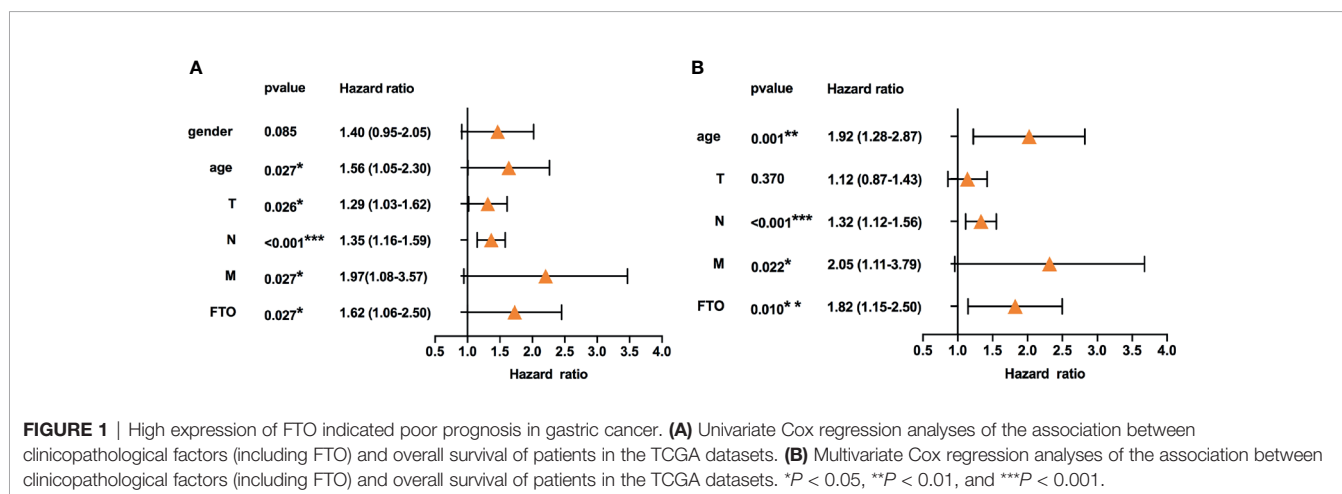 A
pvalue Hazard ratio
gender 0.085 1.40 (0.95-2.05)
age 0.027* 1.56 (1.05-2.30)
T 0.026* 1.29 (1.03-1.62)
N <0.001*** 1.35 (1.16-1.59)
M 0.027* 1.97(1.08-3.57)
FTO 0.027* 1.62 (1.06-2.50)
0.5 1.0 1.5 2.0 2.5 3.0 3.5 4.0
Hazard ratio
B
pvalue Hazard ratio
age 0.001** 1.92 (1.28-2.87)
T 0.370 1.12 (0.87-1.43)
N <0.001*** 1.32 (1.12-1.56)
M 0.022* 2.05 (1.11-3.79)
FTO 0.010** 1.82 (1.15-2.50)
0.5 1.0 1.5 2.0 2.5 3.0 3.5 4.0
Hazard ratio
FIGURE 1 | High expression of FTO indicated poor prognosis in gastric cancer. (A) Univariate Cox regression analyses of the association between
clinicopathological factors (including FTO) and overall survival of patients in the TCGA datasets. (B) Multivariate Cox regression analyses of the association between
clinicopathological factors (including FTO) and overall survival of patients in the TCGA datasets. *P < 0.05, **P < 0.01, and ***P < 0.001.